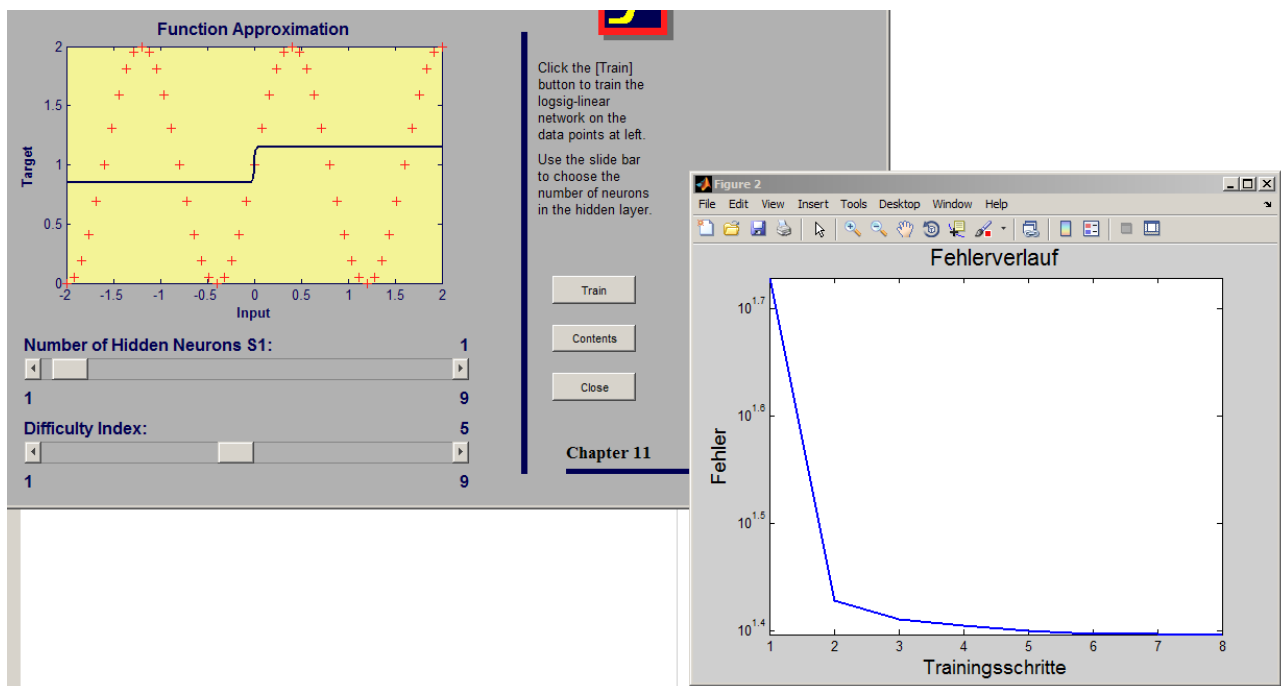 Function Approximation
2
1.5
1
0.5
0
Target
-2 -1.5 -1 -0.5 0 0.5 1 1.5 2
Input
Number of Hidden Neurons S1: 1
1 9
Difficulty Index: 5
1 9
Click the [Train]
button to train the
logsig-linear
network on the
data points at left.
Use the slide bar
to choose the
number of neurons
in the hidden layer.
Train
Contents
Close
Chapter 11
Figure 2
File Edit View Insert Tools Desktop Window Help
Fehlerverlauf
10^1.7
10^1.6
10^1.5
10^1.4
Fehler
1 2 3 4 5 6 7 8
Trainingsschritte